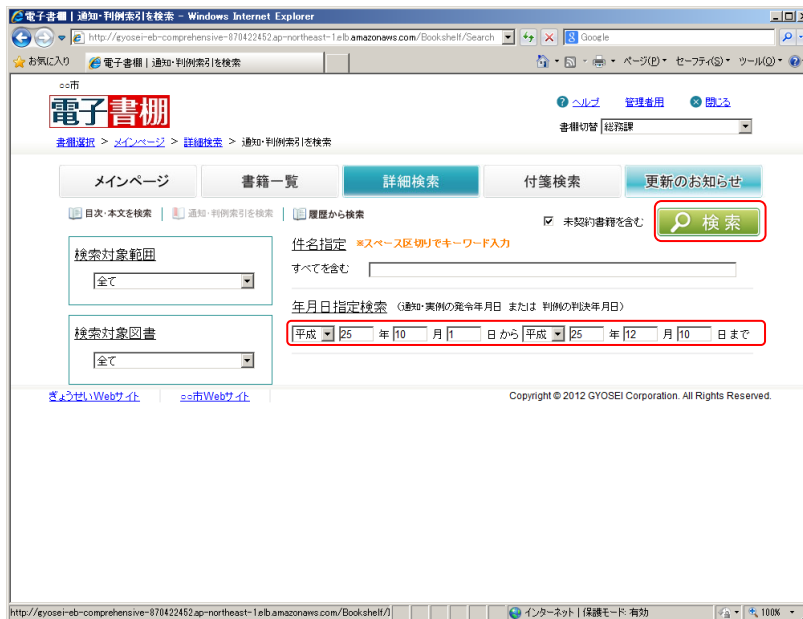 電子書棚 | 通知・判例索引を検索 - Windows Internet Explorer
http://gyosei-eb-comprehensive-870422452.ap-northeast-1.elb.amazonaws.com/Bookshelf/Search
Google
お気に入り 電子書棚 | 通知・判例索引を検索 ページ(P) セーフティ(S) ツール(O)
○○市
電子書棚
ヘルプ 管理者用 閉じる
書棚切替 総務課
書棚選択 > メインページ > 詳細検索 > 通知・判例索引を検索
メインページ 書籍一覧 詳細検索 付箋検索 更新のお知らせ
目次・本文を検索 通知・判例索引を検索 履歴から検索
未契約書籍を含む 検索
検索対象範囲
全て
検索対象図書
全て
件名指定 ※スペース区切りでキーワード入力
すべてを含む
年月日指定検索 (通知・実例の発令年月日 または 判例の判決年月日)
平成 25 年 10 月 1 日 から 平成 25 年 12 月 10 日 まで
ぎょうせいWebサイト ○○市Webサイト
Copyright © 2012 GYOSEI Corporation. All Rights Reserved.
http://gyosei-eb-comprehensive-870422452.ap-northeast-1.elb.amazonaws.com/Bookshelf/ インターネット | 保護モード: 有効 100%